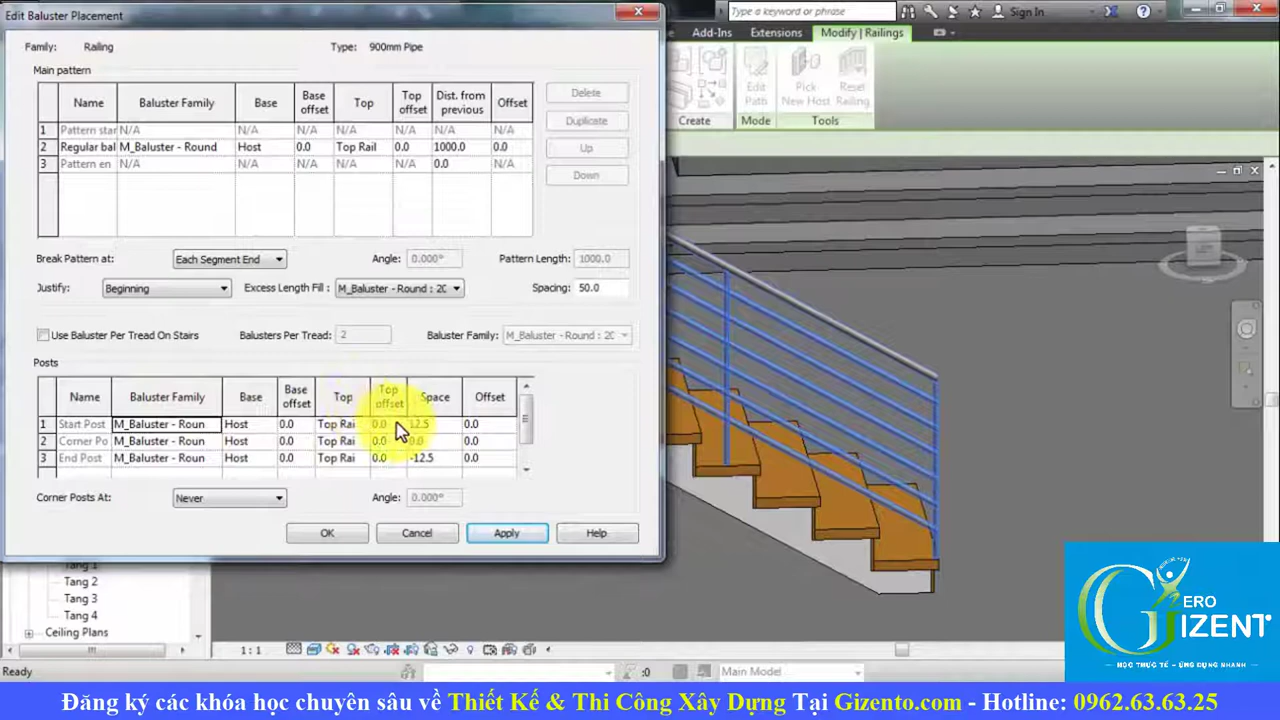 Edit Baluster Placement
Type a keyword or phrase
Sign In
Family: Railing Type: 900mm Pipe
Add-Ins Extensions Modify | Railings
Main pattern
Name Baluster Family Base Base offset Top Top offset Dist. from previous Offset
1 Pattern star N/A N/A N/A N/A N/A N/A N/A
2 Regular bal M_Baluster - Round Host 0.0 Top Rail 0.0 1000.0 0.0
3 Pattern en N/A N/A N/A N/A N/A 0.0 N/A
Delete
Duplicate
Up
Down
Edit Path
Pick New Host
Reset Railing
Create Mode Tools
Break Pattern at: Each Segment End Angle: 0.000° Pattern Length: 1000.0
Justify: Beginning Excess Length Fill : M_Baluster - Round : 20 Spacing: 50.0
Use Baluster Per Tread On Stairs Balusters Per Tread: 2 Baluster Family: M_Baluster - Round : 20
Posts
Name Baluster Family Base Base offset Top Top offset Space Offset
1 Start Post M_Baluster - Roun Host 0.0 Top Rai 0.0 12.5 0.0
2 Corner Po M_Baluster - Roun Host 0.0 Top Rai 0.0 0.0 0.0
3 End Post M_Baluster - Roun Host 0.0 Top Rai 0.0 -12.5 0.0
Corner Posts At: Never Angle: 0.000°
OK Cancel Apply Help
Tang 2
Tang 3
Tang 4
Ceiling Plans
1 : 1
Ready
:0
Main Model
G ERO
IZENT
HỌC THỰC TẾ - ỨNG DỤNG NHANH
Đăng ký các khóa học chuyên sâu về Thiết Kế & Thi Công Xây Dựng Tại Gizento.com - Hotline: 0962.63.63.25